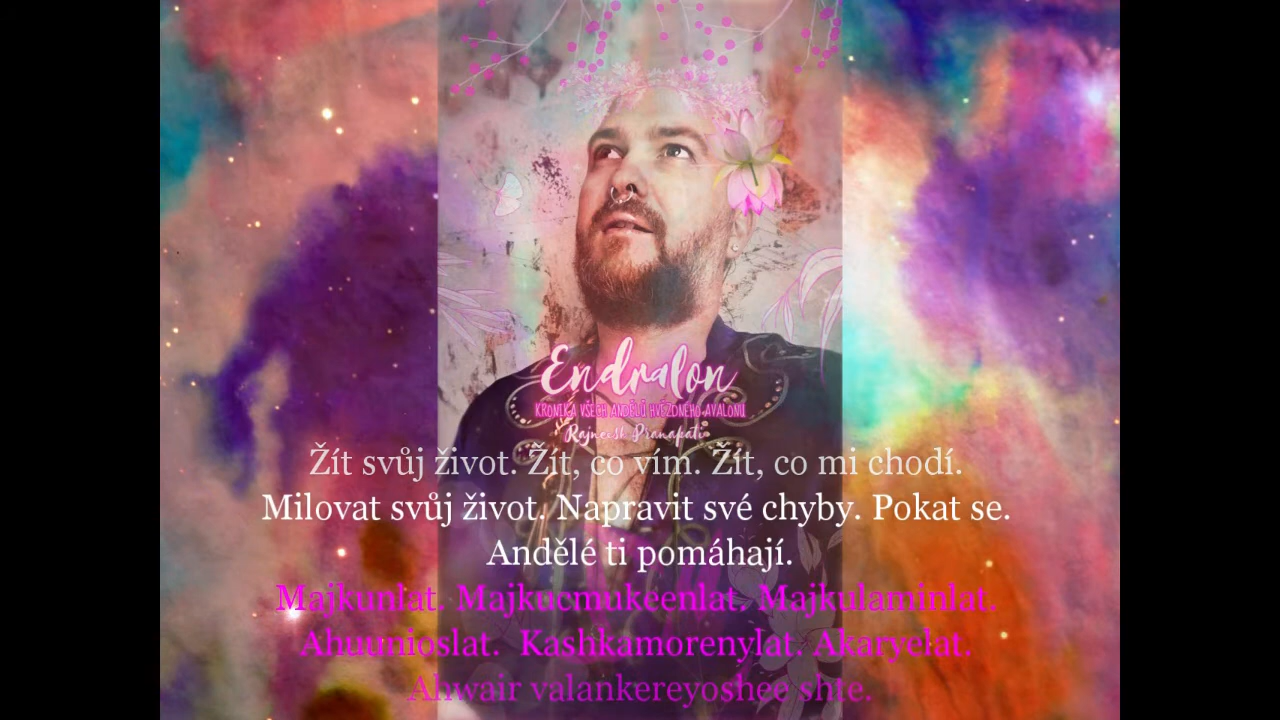 Endralon
KRONIKA VŠECH ANDĚLŮ HVĚZDNÉHO AVALONU
Rajneesh Pranapati
Žít svůj život. Žít, co vím. Žít, co mi chodí.
Milovat svůj život. Napravit své chyby. Pokat se.
Andělé ti pomáhají.
Majkunlat. Majkucmukeenlat. Majkulaminlat.
Ahuunioslat. Kashkamorenylat. Akaryelat.
Ahwair valankereyoshee shte.